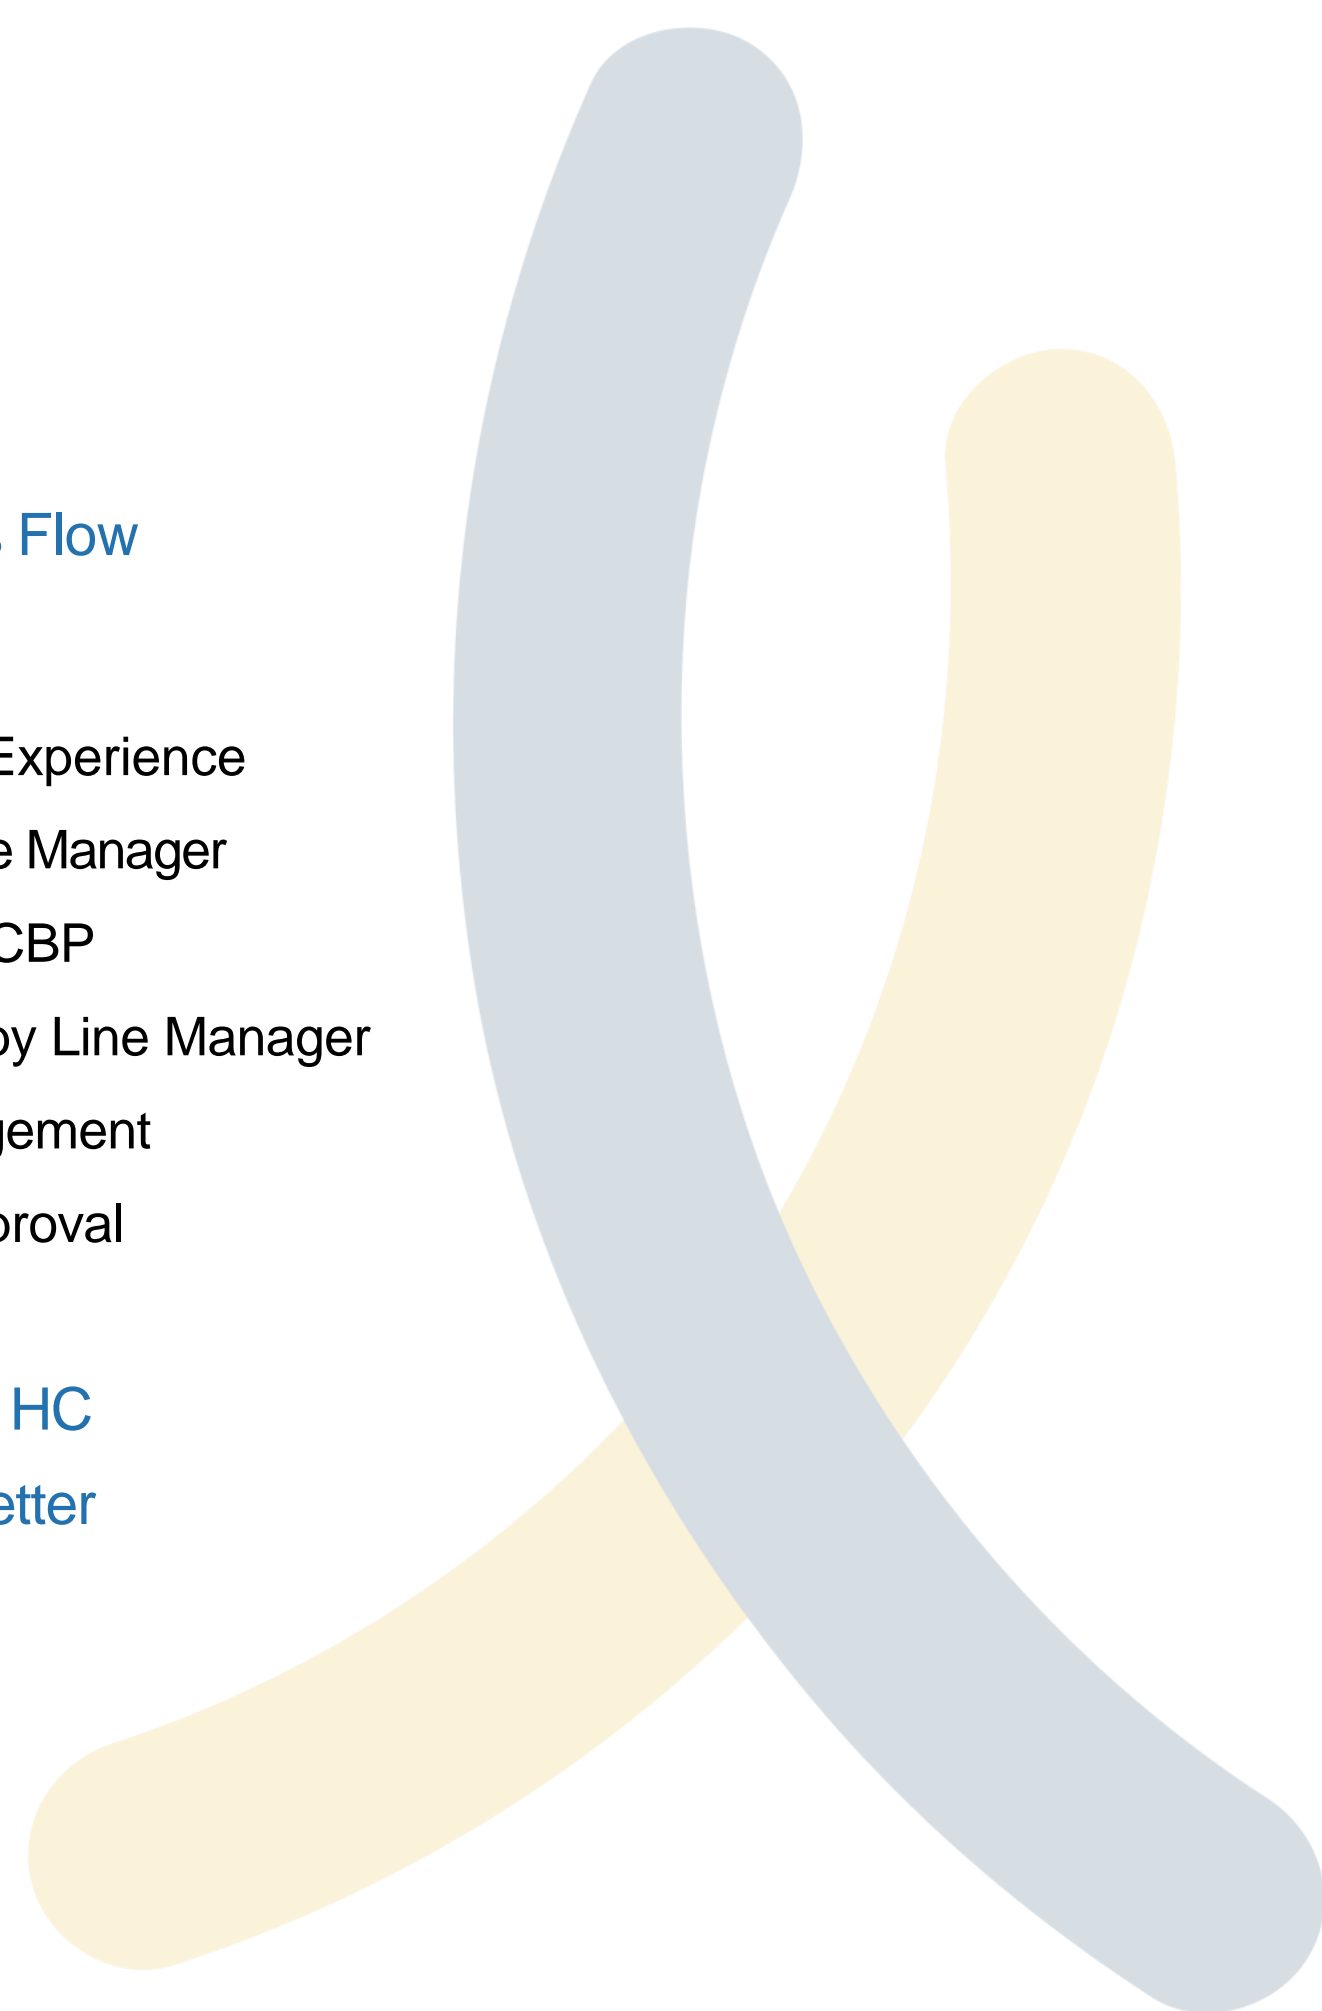 Flow
Experience
Manager
CBP
by Line Manager
gement
proval
HC
etter